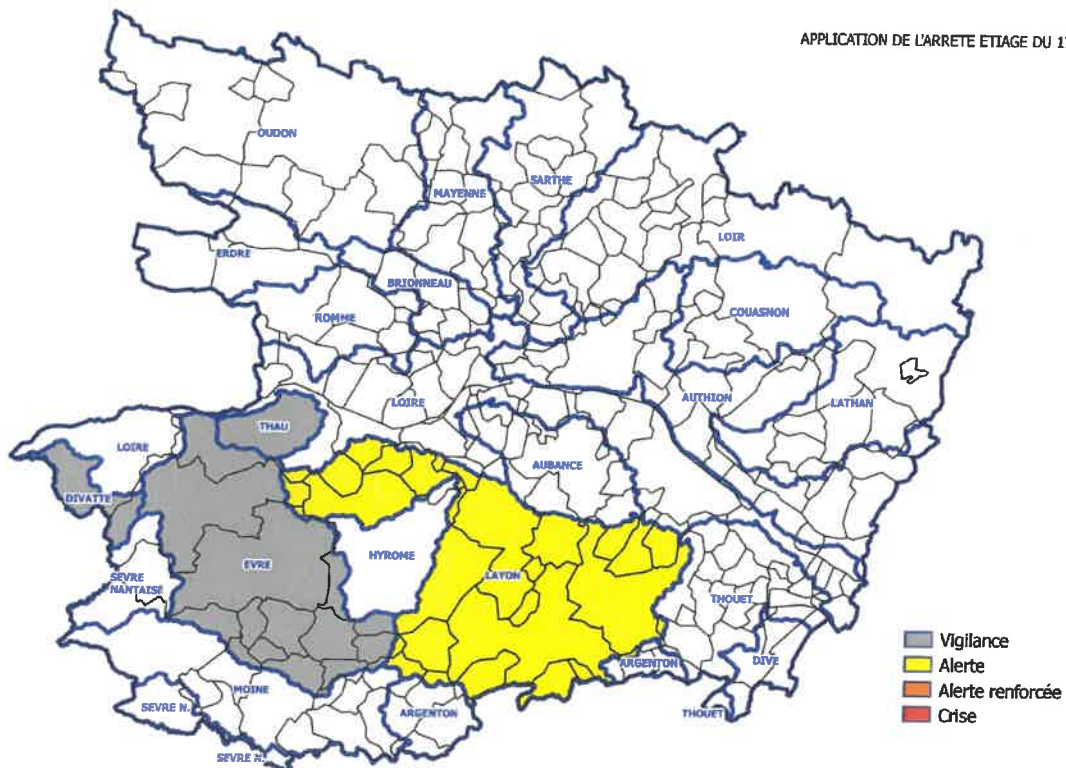 APPLICATION DE L'ARRETE ETIAGE DU
OUDON
MAYENNE
SARTHE
LOIR
ERDRE
BRIONNEAU
ROMME
COUASNON
LOIRE
AUTHION
LATHAN
THAU
LOIRE
AUBANCE
DIVATTE
HYROME
EVRE
LAYON
SEVRE
NANTAISE
THOUET
ARGENTON
DIVE
MOINE
SEVRE N.
ARGENTON
THOUET
SEVRE N.
Vigilance
Alerte
Alerte renforcée
Crise